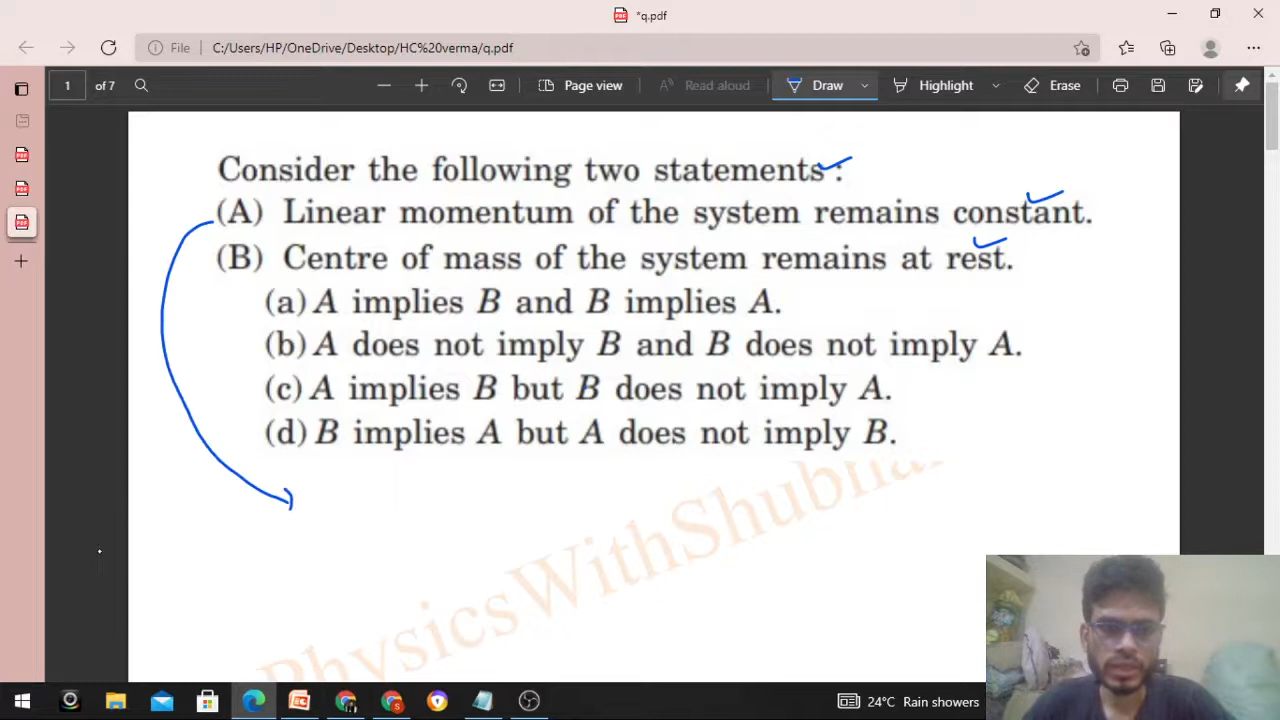 *q.pdf
File C:/Users/HP/OneDrive/Desktop/HC%20verma/q.pdf
1 of 7 Page view Read aloud Draw Highlight Erase
Consider the following two statements :
(A) Linear momentum of the system remains constant.
(B) Centre of mass of the system remains at rest.
(a) A implies B and B implies A.
(b) A does not imply B and B does not imply A.
(c) A implies B but B does not imply A.
(d) B implies A but A does not imply B.
PhysicsWithShubham
24°C Rain showers